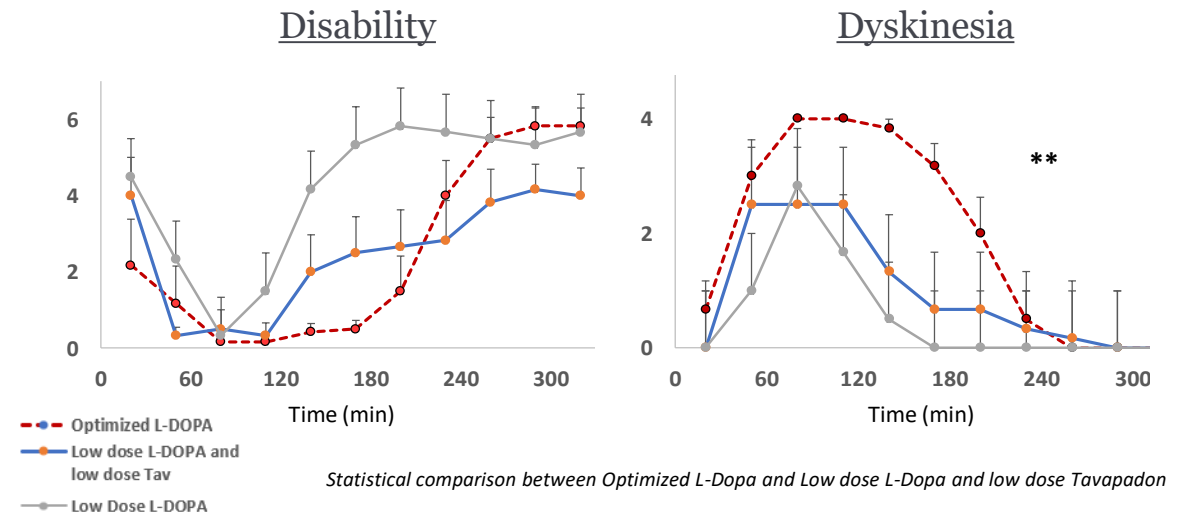 Disability
Dyskinesia
6
4
2
0
0 60 120 180 240 300
Time (min)
4
2
0
0 60 120 180 240 300
Time (min)
**
Optimized L-DOPA
Low dose L-DOPA and
low dose Tav
Low Dose L-DOPA
Statistical comparison between Optimized L-Dopa and Low dose L-Dopa and low dose Tavapadon